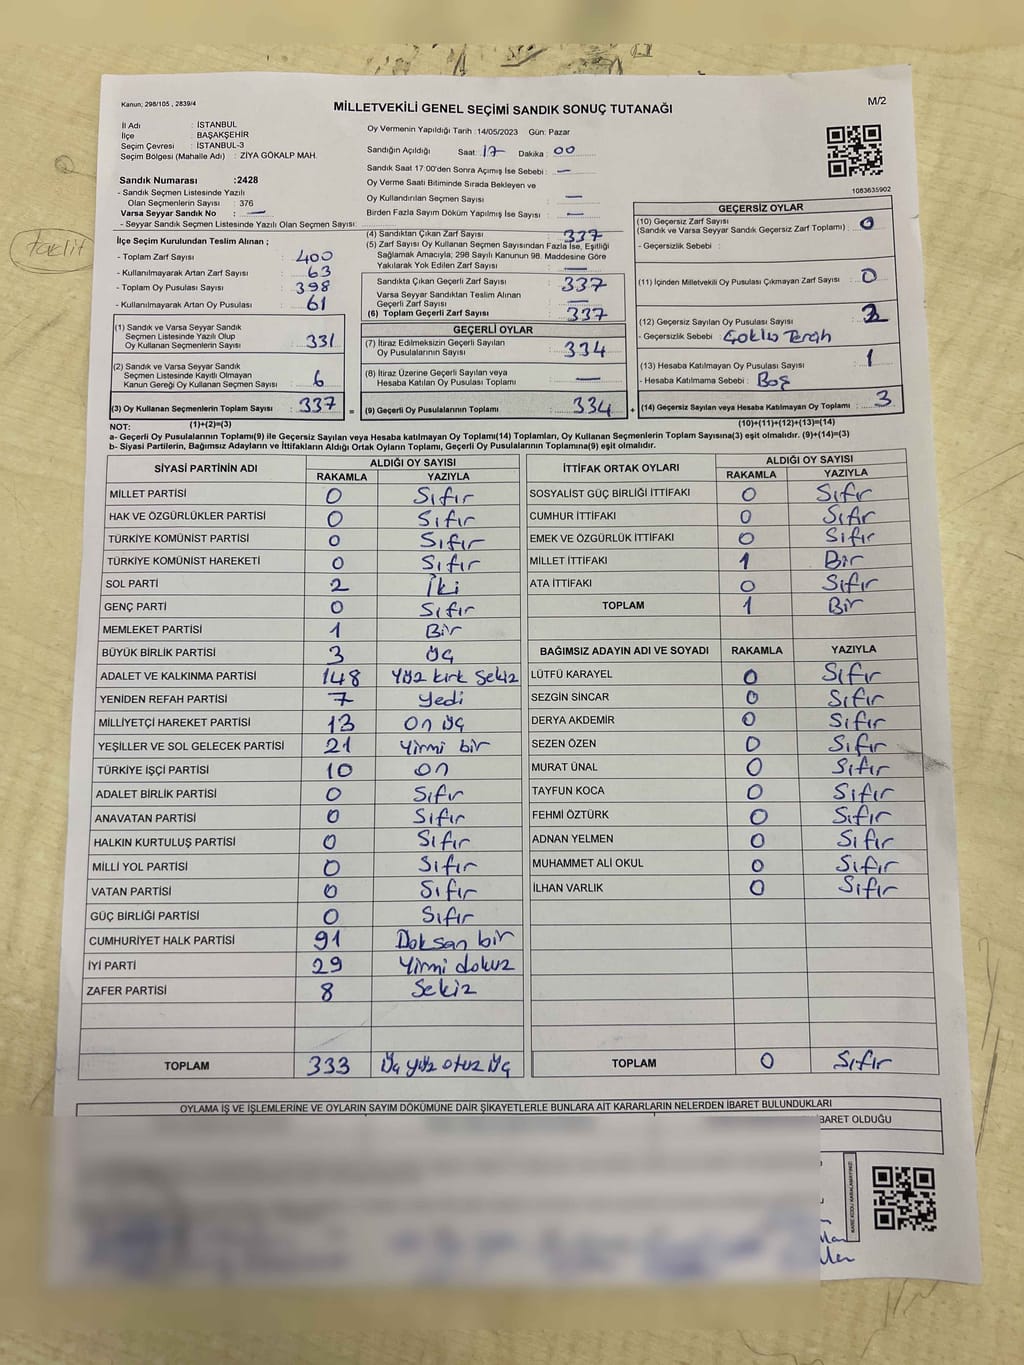 Kanun; 298/105 , 2839/4
MİLLETVEKİLİ GENEL SEÇİMİ SANDIK SONUÇ TUTANAĞI
M/2
İl Adı : İSTANBUL
İlçe : BAŞAKŞEHİR
Seçim Çevresi : İSTANBUL-3
Seçim Bölgesi (Mahalle Adı) : ZİYA GÖKALP MAH.
Oy Vermenin Yapıldığı Tarih :14/05/2023 Gün: Pazar
Sandığın Açıldığı Saat: 17 Dakika : 00
Sandık Saat 17:00'den Sonra Açımış İse Sebebi : —
Oy Verme Saati Bitiminde Sırada Bekleyen ve
Oy Kullandırılan Seçmen Sayısı : —
Birden Fazla Sayım Döküm Yapılmış İse Sayısı : —
1083635902
Sandık Numarası :2428
- Sandık Seçmen Listesinde Yazılı
Olan Seçmenlerin Sayısı : 376
Varsa Seyyar Sandık No : —
- Seyyar Sandık Seçmen Listesinde Yazılı Olan Seçmen Sayısı:
taklit
İlçe Seçim Kurulundan Teslim Alınan ;
- Toplam Zarf Sayısı : 400
- Kullanılmayarak Artan Zarf Sayısı : 63
- Toplam Oy Pusulası Sayısı : 398
- Kullanılmayarak Artan Oy Pusulası : 61
(1) Sandık ve Varsa Seyyar Sandık
Seçmen Listesinde Yazılı Olup
Oy Kullanan Seçmenlerin Sayısı : 331
(2) Sandık ve Varsa Seyyar Sandık
Seçmen Listesinde Kayıtlı Olmayan
Kanun Gereği Oy Kullanan Seçmen Sayısı : 6
(3) Oy Kullanan Seçmenlerin Toplam Sayısı : 337 =
(4) Sandıktan Çıkan Zarf Sayısı : 337
(5) Zarf Sayısı Oy Kullanan Seçmen Sayısından Fazla İse, Eşitliği
Sağlamak Amacıyla; 298 Sayılı Kanunun 98. Maddesine Göre
Yakılarak Yok Edilen Zarf Sayısı : —
Sandıkta Çıkan Geçerli Zarf Sayısı : 337
Varsa Seyyar Sandıktan Teslim Alınan
Geçerli Zarf Sayısı : —
(6) Toplam Geçerli Zarf Sayısı : 337
GEÇERLİ OYLAR
(7) İtiraz Edilmeksizin Geçerli Sayılan
Oy Pusulalarının Sayısı : 334
(8) İtiraz Üzerine Geçerli Sayılan veya
Hesaba Katılan Oy Pusulası Toplamı : —
(9) Geçerli Oy Pusulalarının Toplamı : 334 +
GEÇERSİZ OYLAR
(10) Geçersiz Zarf Sayısı
(Sandık ve Varsa Seyyar Sandık Geçersiz Zarf Toplamı) : 0
- Geçersizlik Sebebi :
(11) İçinden Milletvekili Oy Pusulası Çıkmayan Zarf Sayısı : 0
(12) Geçersiz Sayılan Oy Pusulası Sayısı : 2
- Geçersizlik Sebebi Çoklu Tercih
(13) Hesaba Katılmayan Oy Sayısı : 1
- Hesaba Katılmama Sebebi : Boş
(14) Geçersiz Sayılan veya Hesaba Katılmayan Oy Toplamı : 3
NOT: (1)+(2)=(3) (10)+(11)+(12)+(13)=(14)
a- Geçerli Oy Pusulalarının Toplamı(9) ile Geçersiz Sayılan veya Hesaba katılmayan Oy Toplamı(14) Toplamları, Oy Kullanan Seçmenlerin Toplam Sayısına(3) eşit olmalıdır. (9)+(14)=(3)
b- Siyasi Partilerin, Bağımsız Adayların ve İttifakların Aldığı Ortak Oyların Toplamı, Geçerli Oy Pusulalarının Toplamına(9) eşit olmalıdır.
SİYASİ PARTİNİN ADI ALDIĞI OY SAYISI
RAKAMLA YAZIYLA
MİLLET PARTİSİ 0 Sıfır
HAK VE ÖZGÜRLÜKLER PARTİSİ 0 Sıfır
TÜRKİYE KOMÜNİST PARTİSİ 0 Sıfır
TÜRKİYE KOMÜNİST HAREKETİ 0 Sıfır
SOL PARTİ 2 İki
GENÇ PARTİ 0 Sıfır
MEMLEKET PARTİSİ 1 Bir
BÜYÜK BİRLİK PARTİSİ 3 Üç
ADALET VE KALKINMA PARTİSİ 148 Yüz kırk Sekiz
YENİDEN REFAH PARTİSİ 7 Yedi
MİLLİYETÇİ HAREKET PARTİSİ 13 On üç
YEŞİLLER VE SOL GELECEK PARTİSİ 21 Yirmi bir
TÜRKİYE İŞÇİ PARTİSİ 10 On
ADALET BİRLİK PARTİSİ 0 Sıfır
ANAVATAN PARTİSİ 0 Sıfır
HALKIN KURTULUŞ PARTİSİ 0 Sıfır
MİLLİ YOL PARTİSİ 0 Sıfır
VATAN PARTİSİ 0 Sıfır
GÜÇ BİRLİĞİ PARTİSİ 0 Sıfır
CUMHURİYET HALK PARTİSİ 91 Doksan bir
İYİ PARTİ 29 Yirmi dokuz
ZAFER PARTİSİ 8 Sekiz
TOPLAM 333 Üç yüz otuz Üç
İTTİFAK ORTAK OYLARI ALDIĞI OY SAYISI
RAKAMLA YAZIYLA
SOSYALİST GÜÇ BİRLİĞİ İTTİFAKI 0 Sıfır
CUMHUR İTTİFAKI 0 Sıfır
EMEK VE ÖZGÜRLÜK İTTİFAKI 0 Sıfır
MİLLET İTTİFAKI 1 Bir
ATA İTTİFAKI 0 Sıfır
TOPLAM 1 Bir
BAĞIMSIZ ADAYIN ADI VE SOYADI RAKAMLA YAZIYLA
LÜTFÜ KARAYEL 0 Sıfır
SEZGİN SİNCAR 0 Sıfır
DERYA AKDEMİR 0 Sıfır
SEZEN ÖZEN 0 Sıfır
MURAT ÜNAL 0 Sıfır
TAYFUN KOCA 0 Sıfır
FEHMİ ÖZTÜRK 0 Sıfır
ADNAN YELMEN 0 Sıfır
MUHAMMET ALİ OKUL 0 Sıfır
İLHAN VARLIK 0 Sıfır
TOPLAM 0 Sıfır
OYLAMA İŞ VE İŞLEMLERİNE VE OYLARIN SAYIM DÖKÜMÜNE DAİR ŞİKAYETLERLE BUNLARA AİT KARARLARIN NELERDEN İBARET BULUNDUKLARI
İBARET OLDUĞU
KARE KODU KARALAMAYINIZ!